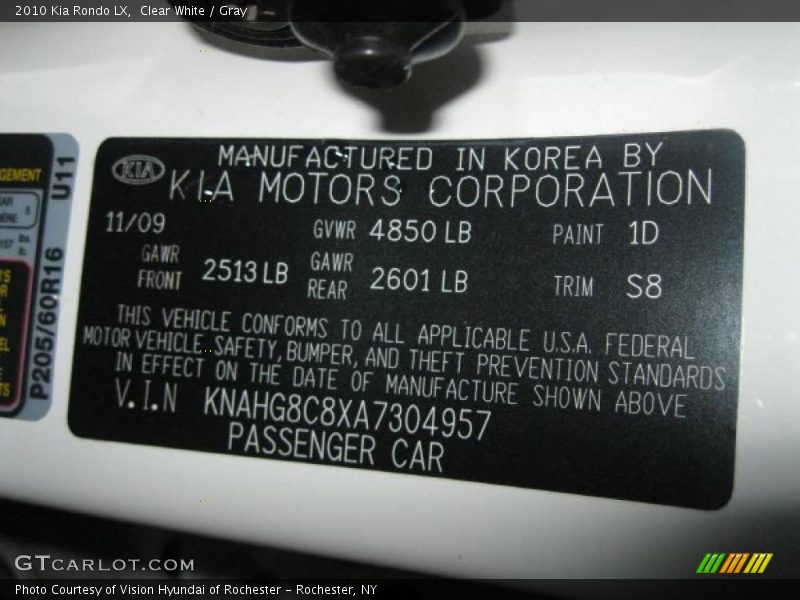 2010 Kia Rondo LX,  Clear White / Gray
KIA
MANUFACTURED IN KOREA BY
KIA MOTORS CORPORATION
11/09
GVWR 4850 LB
PAINT 1D
GAWR FRONT 2513 LB
GAWR REAR 2601 LB
TRIM S8
THIS VEHICLE CONFORMS TO ALL APPLICABLE U.S.A. FEDERAL
MOTOR VEHICLE SAFETY, BUMPER, AND THEFT PREVENTION STANDARDS
IN EFFECT ON THE DATE OF MANUFACTURE SHOWN ABOVE
V.I.N KNAHG8C8XA7304957
PASSENGER CAR
P205/60R16 U11
GTCARLOT.COM
Photo Courtesy of Vision Hyundai of Rochester – Rochester, NY